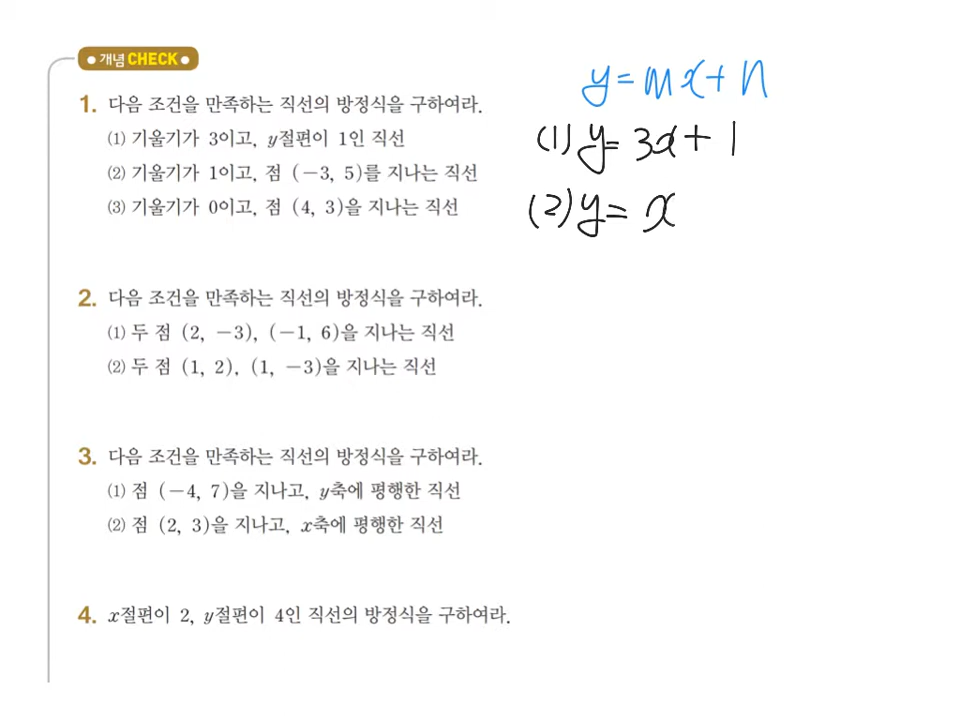 개념 CHECK
1. 다음 조건을 만족하는 직선의 방정식을 구하여라.
⑴ 기울기가 3이고, y절편이 1인 직선
⑵ 기울기가 1이고, 점 (−3, 5)를 지나는 직선
⑶ 기울기가 0이고, 점 (4, 3)을 지나는 직선
y=mx+n
(1) y=3x+1
(2) y=x
2. 다음 조건을 만족하는 직선의 방정식을 구하여라.
⑴ 두 점 (2, −3), (−1, 6)을 지나는 직선
⑵ 두 점 (1, 2), (1, −3)을 지나는 직선
3. 다음 조건을 만족하는 직선의 방정식을 구하여라.
⑴ 점 (−4, 7)을 지나고, y축에 평행한 직선
⑵ 점 (2, 3)을 지나고, x축에 평행한 직선
4. x절편이 2, y절편이 4인 직선의 방정식을 구하여라.